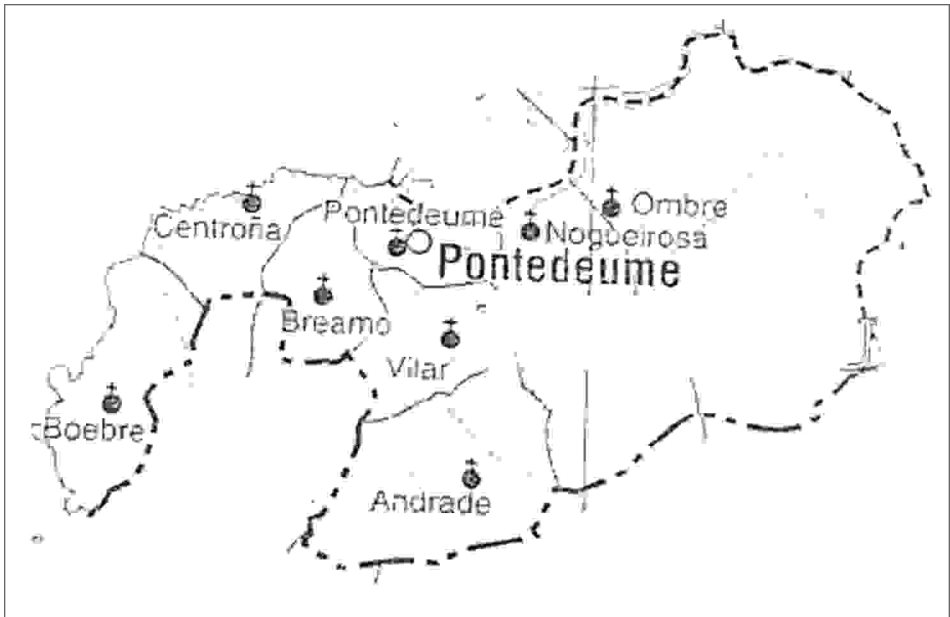 Ombre
Pontedeume
Centroña
Nogueirosa
Pontedeume
Breamo
Vilar
Boebre
Andrade